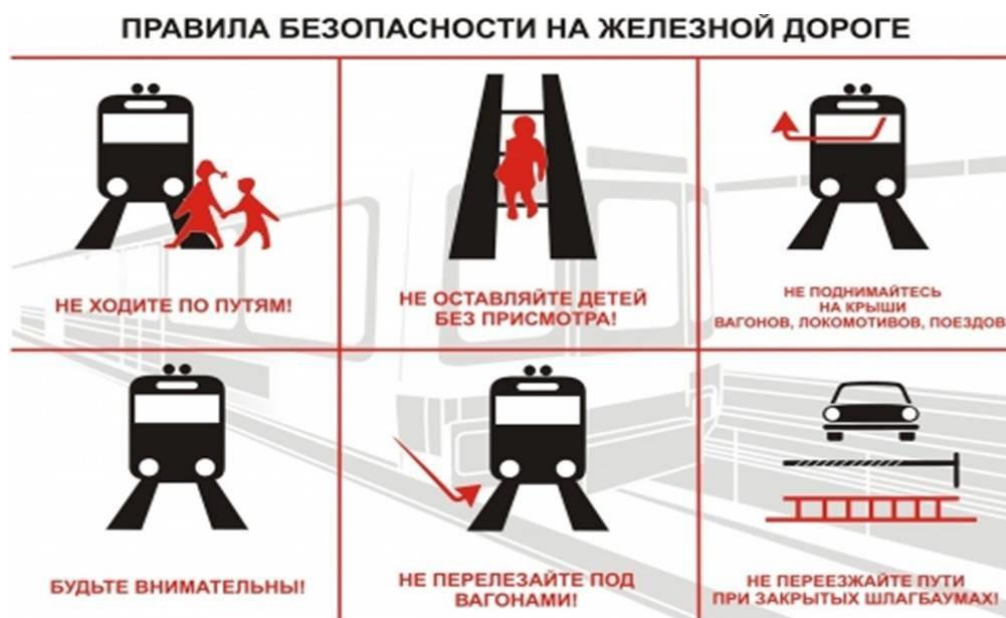 ПРАВИЛА БЕЗОПАСНОСТИ НА ЖЕЛЕЗНОЙ ДОРОГЕ
НЕ ХОДИТЕ ПО ПУТЯМ!
НЕ ОСТАВЛЯЙТЕ ДЕТЕЙ
БЕЗ ПРИСМОТРА!
НЕ ПОДНИМАЙТЕСЬ
НА КРЫШИ
ВАГОНОВ, ЛОКОМОТИВОВ, ПОЕЗДОВ
БУДЬТЕ ВНИМАТЕЛЬНЫ!
НЕ ПЕРЕЛЕЗАЙТЕ ПОД
ВАГОНАМИ!
НЕ ПЕРЕЕЗЖАЙТЕ ПУТИ
ПРИ ЗАКРЫТЫХ ШЛАГБАУМАХ!